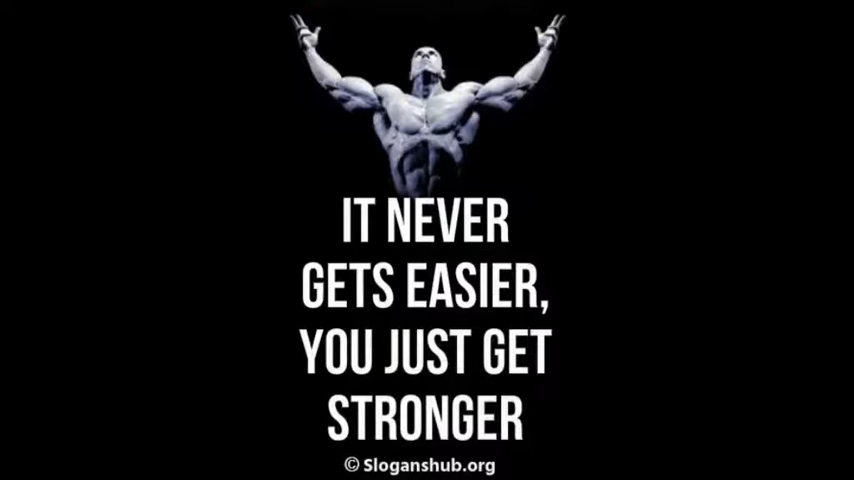 IT NEVER
GETS EASIER,
YOU JUST GET
STRONGER
© Sloganshub.org